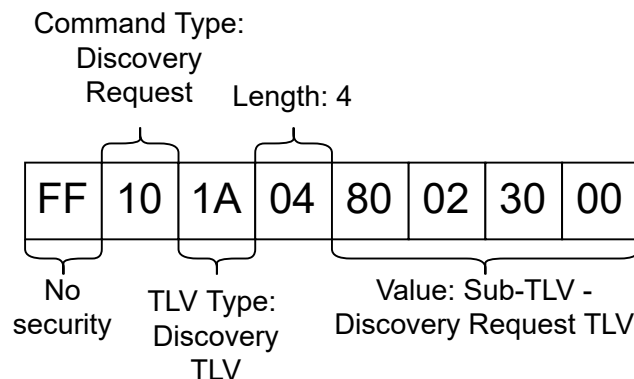 Command Type:
Discovery
Request
Length: 4
FF 10 1A 04 80 02 30 00
No
security
TLV Type:
Discovery
TLV
Value: Sub-TLV -
Discovery Request TLV